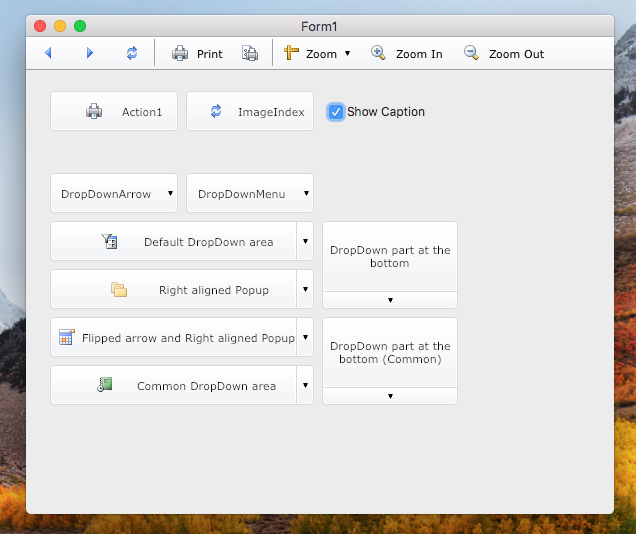 Form1
Print
Zoom
Zoom In
Zoom Out
Action1
ImageIndex
Show Caption
DropDownArrow
DropDownMenu
Default DropDown area
DropDown part at the
bottom
Right aligned Popup
Flipped arrow and Right aligned Popup
DropDown part at the
bottom (Common)
Common DropDown area